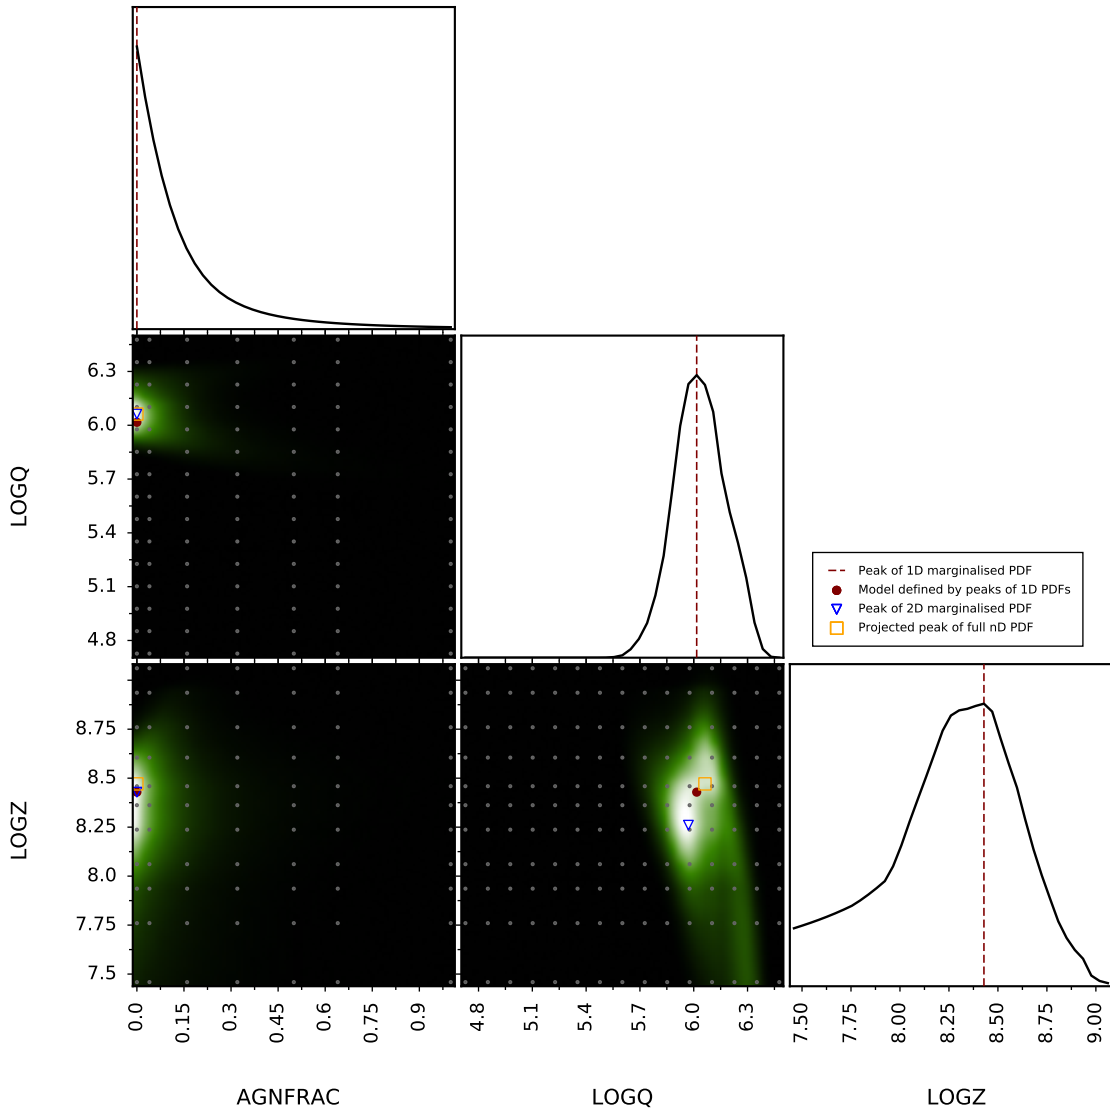 6.3
6.0
5.7
5.4
5.1
4.8
LOGQ
Peak of 1D marginalised PDF
Model defined by peaks of 1D PDFs
Peak of 2D marginalised PDF
Projected peak of full nD PDF
8.75
8.5
8.25
8.0
7.75
7.5
LOGZ
0.0 0.15 0.3 0.45 0.6 0.75 0.9
4.8 5.1 5.4 5.7 6.0 6.3
7.50 7.75 8.00 8.25 8.50 8.75 9.00
AGNFRAC LOGQ LOGZ